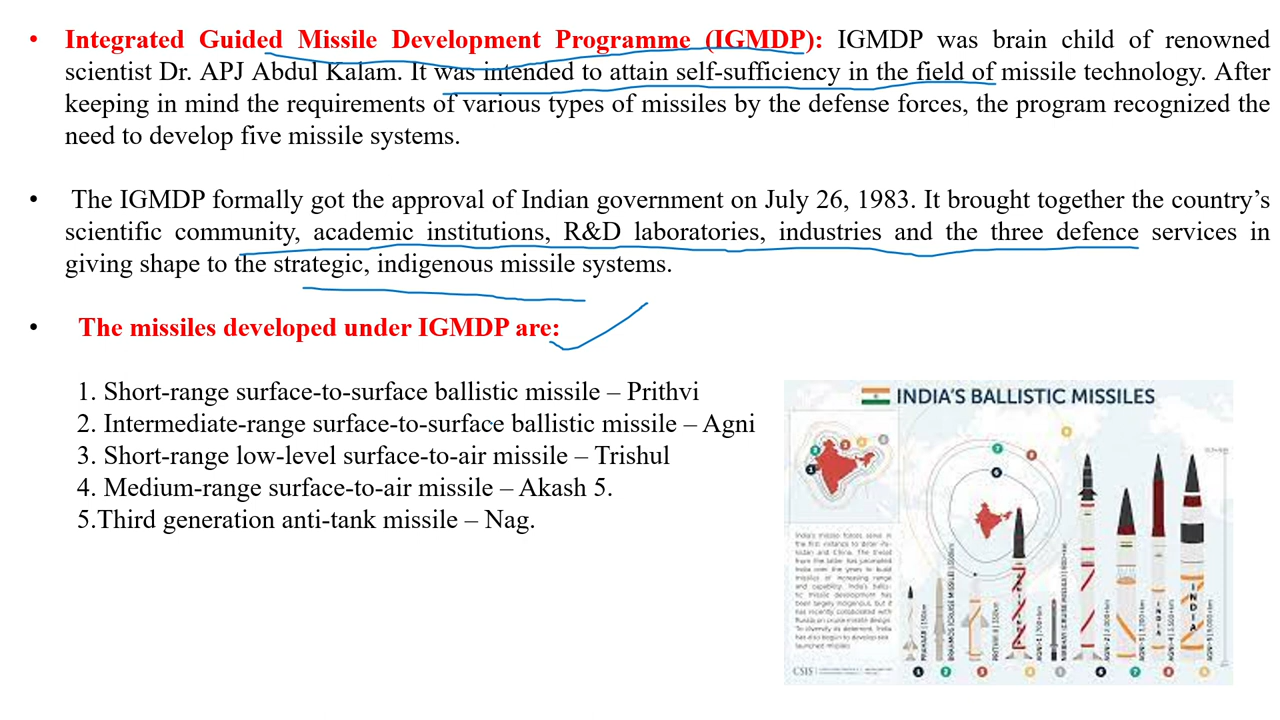 • Integrated Guided Missile Development Programme (IGMDP): IGMDP was brain child of renowned
scientist Dr. APJ Abdul Kalam. It was intended to attain self-sufficiency in the field of missile technology. After
keeping in mind the requirements of various types of missiles by the defense forces, the program recognized the
need to develop five missile systems.
• The IGMDP formally got the approval of Indian government on July 26, 1983. It brought together the country’s
scientific community, academic institutions, R&D laboratories, industries and the three defence services in
giving shape to the strategic, indigenous missile systems.
• The missiles developed under IGMDP are:
1. Short-range surface-to-surface ballistic missile – Prithvi
2. Intermediate-range surface-to-surface ballistic missile – Agni
3. Short-range low-level surface-to-air missile – Trishul
4. Medium-range surface-to-air missile – Akash 5.
5.Third generation anti-tank missile – Nag.
INDIA'S BALLISTIC MISSILES
INDIA
INDIA
CSIS